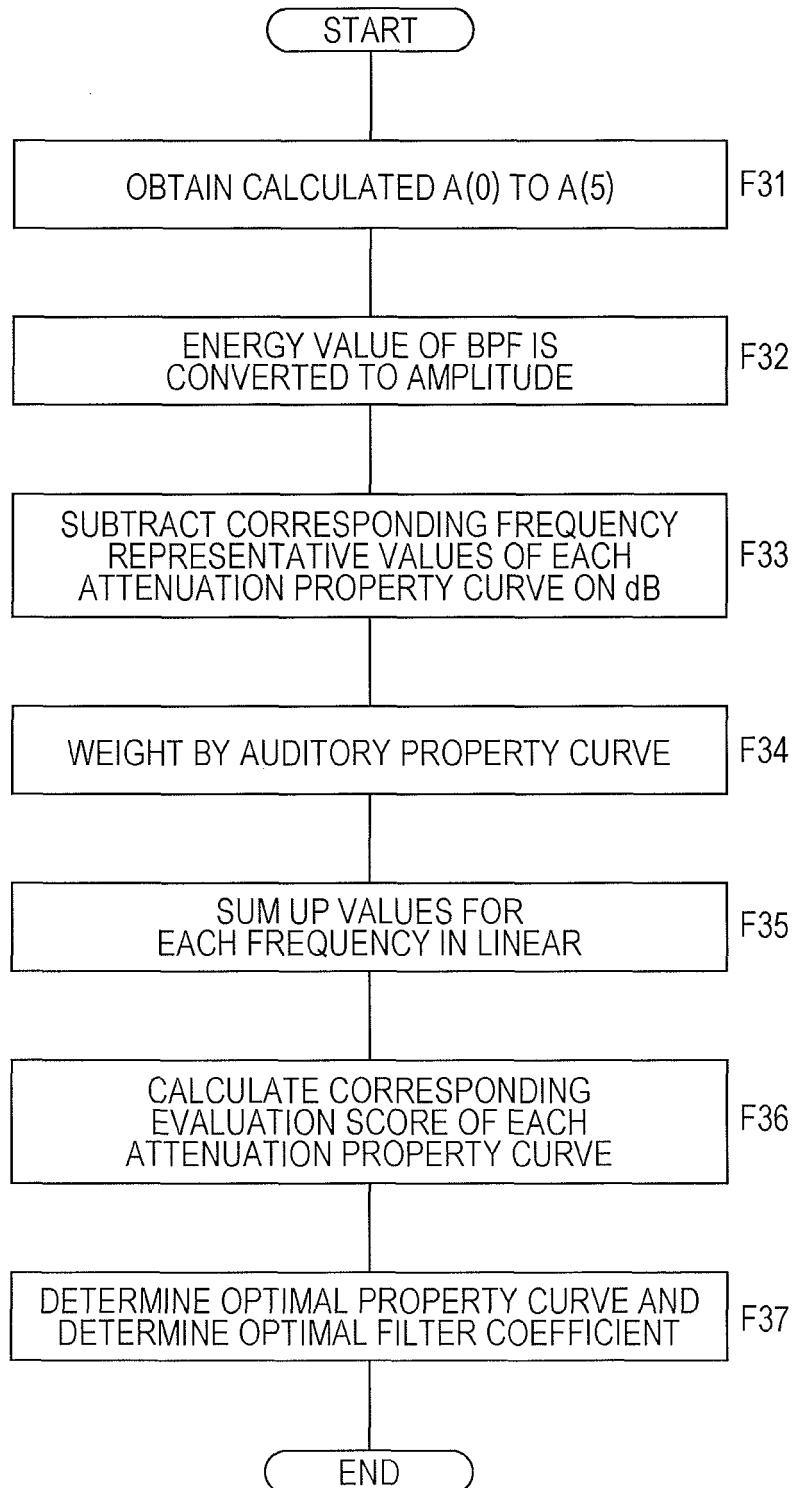 START
OBTAIN CALCULATED A(0) TO A(5)
F31
ENERGY VALUE OF BPF IS
CONVERTED TO AMPLITUDE
F32
SUBTRACT CORRESPONDING FREQUENCY
REPRESENTATIVE VALUES OF EACH
ATTENUATION PROPERTY CURVE ON dB
F33
WEIGHT BY AUDITORY PROPERTY CURVE
F34
SUM UP VALUES FOR
EACH FREQUENCY IN LINEAR
F35
CALCULATE CORRESPONDING
EVALUATION SCORE OF EACH
ATTENUATION PROPERTY CURVE
F36
DETERMINE OPTIMAL PROPERTY CURVE AND
DETERMINE OPTIMAL FILTER COEFFICIENT
F37
END